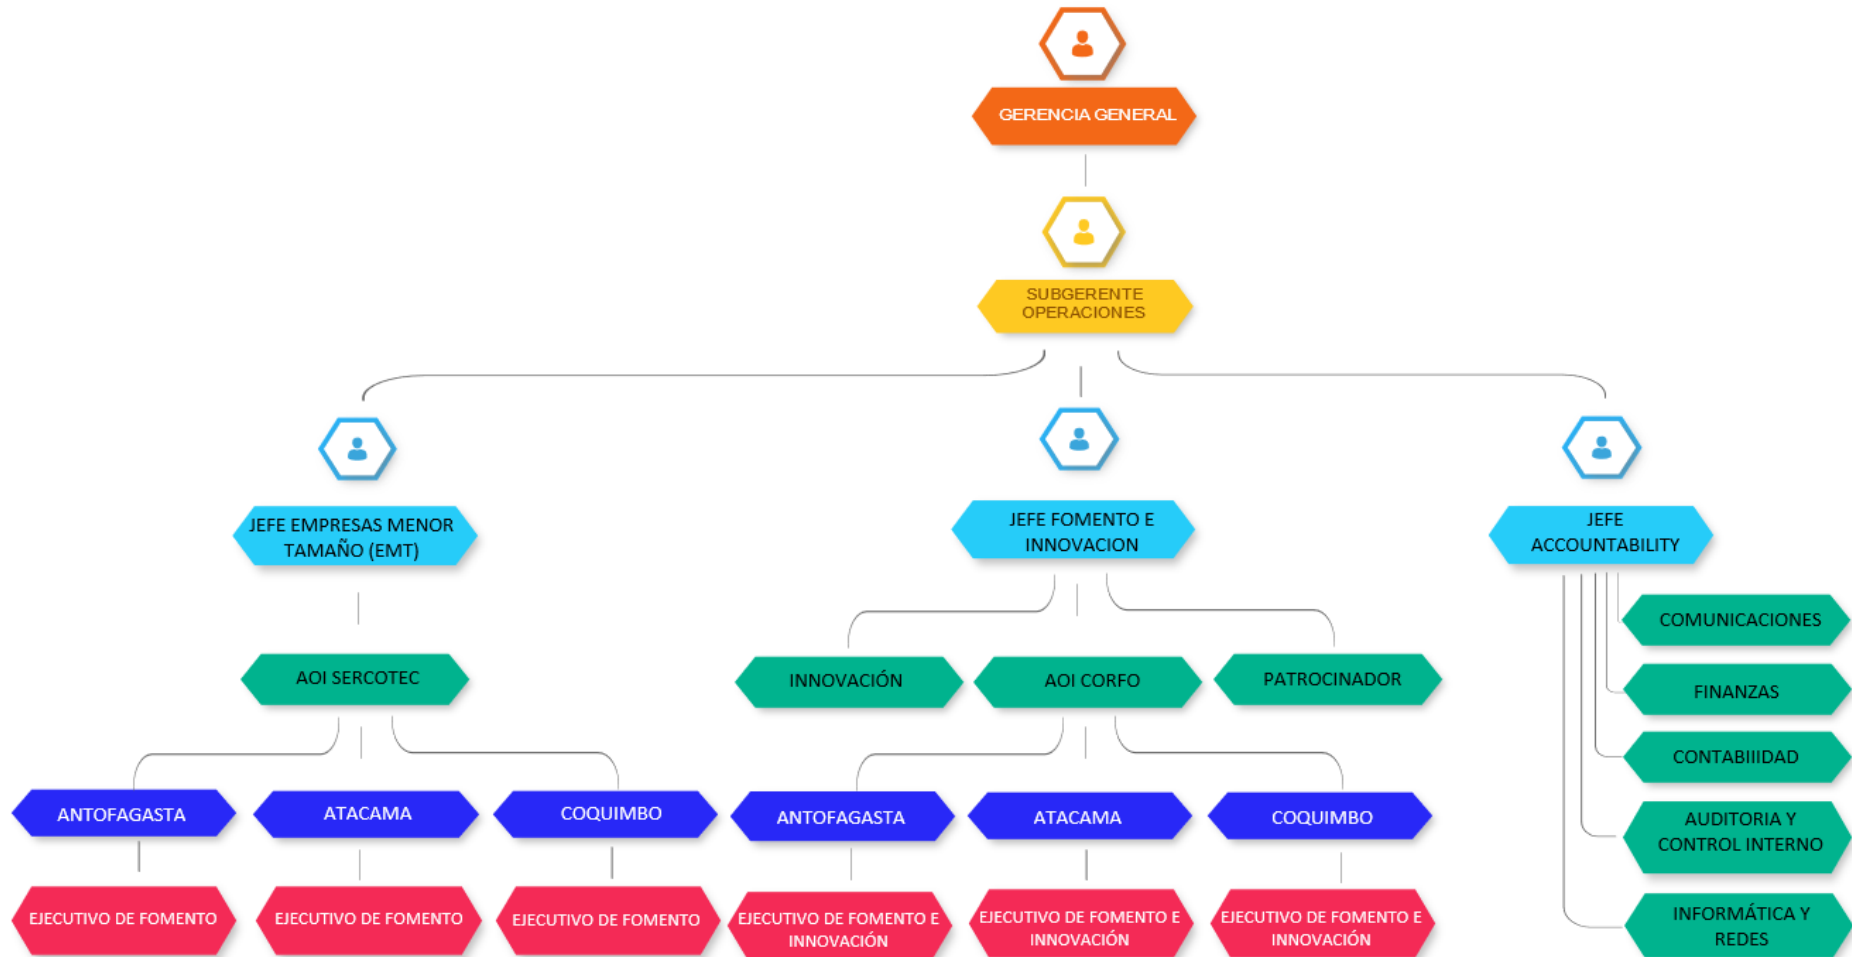 GERENCIA GENERAL
SUBGERENTE
OPERACIONES
JEFE EMPRESAS MENOR
TAMAÑO (EMT)
JEFE FOMENTO E
INNOVACION
JEFE
ACCOUNTABILITY
COMUNICACIONES
FINANZAS
CONTABIIIDAD
AUDITORIA Y
CONTROL INTERNO
INFORMÁTICA Y
REDES
AOI SERCOTEC
INNOVACIÓN
AOI CORFO
PATROCINADOR
ANTOFAGASTA
ATACAMA
COQUIMBO
ANTOFAGASTA
ATACAMA
COQUIMBO
EJECUTIVO DE FOMENTO
EJECUTIVO DE FOMENTO
EJECUTIVO DE FOMENTO
EJECUTIVO DE FOMENTO E
INNOVACIÓN
EJECUTIVO DE FOMENTO E
INNOVACIÓN
EJECUTIVO DE FOMENTO E
INNOVACIÓN